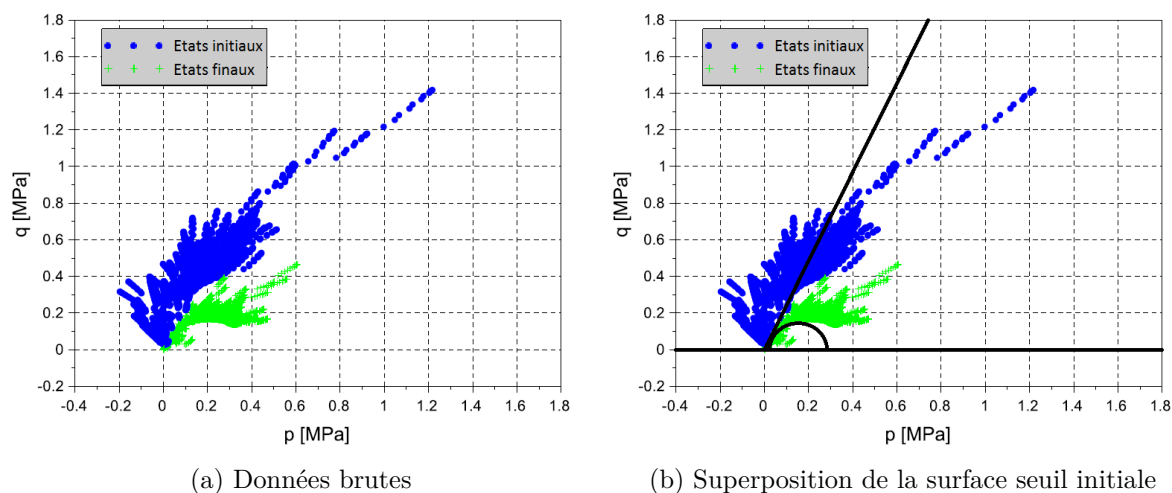 1.8
1.6
1.4
1.2
1
0.8
0.6
0.4
0.2
0
-0.2
q [MPa]
Etats initiaux
Etats finaux
-0.4 -0.2 0 0.2 0.4 0.6 0.8 1 1.2 1.4 1.6 1.8
p [MPa]
(a) Données brutes
1.8
1.6
1.4
1.2
1
0.8
0.6
0.4
0.2
0
-0.2
q [MPa]
Etats initiaux
Etats finaux
-0.4 -0.2 0 0.2 0.4 0.6 0.8 1 1.2 1.4 1.6 1.8
p [MPa]
(b) Superposition de la surface seuil initiale